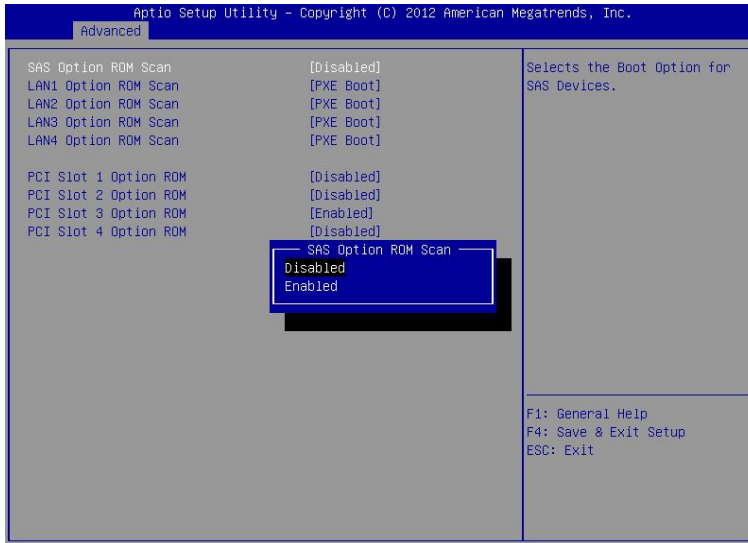 Aptio Setup Utility – Copyright (C) 2012 American Megatrends, Inc.
Advanced
SAS Option ROM Scan [Disabled]
LAN1 Option ROM Scan [PXE Boot]
LAN2 Option ROM Scan [PXE Boot]
LAN3 Option ROM Scan [PXE Boot]
LAN4 Option ROM Scan [PXE Boot]
PCI Slot 1 Option ROM [Disabled]
PCI Slot 2 Option ROM [Disabled]
PCI Slot 3 Option ROM [Enabled]
PCI Slot 4 Option ROM [Disabled]
SAS Option ROM Scan
Disabled
Enabled
Selects the Boot Option for
SAS Devices.
F1: General Help
F4: Save & Exit Setup
ESC: Exit